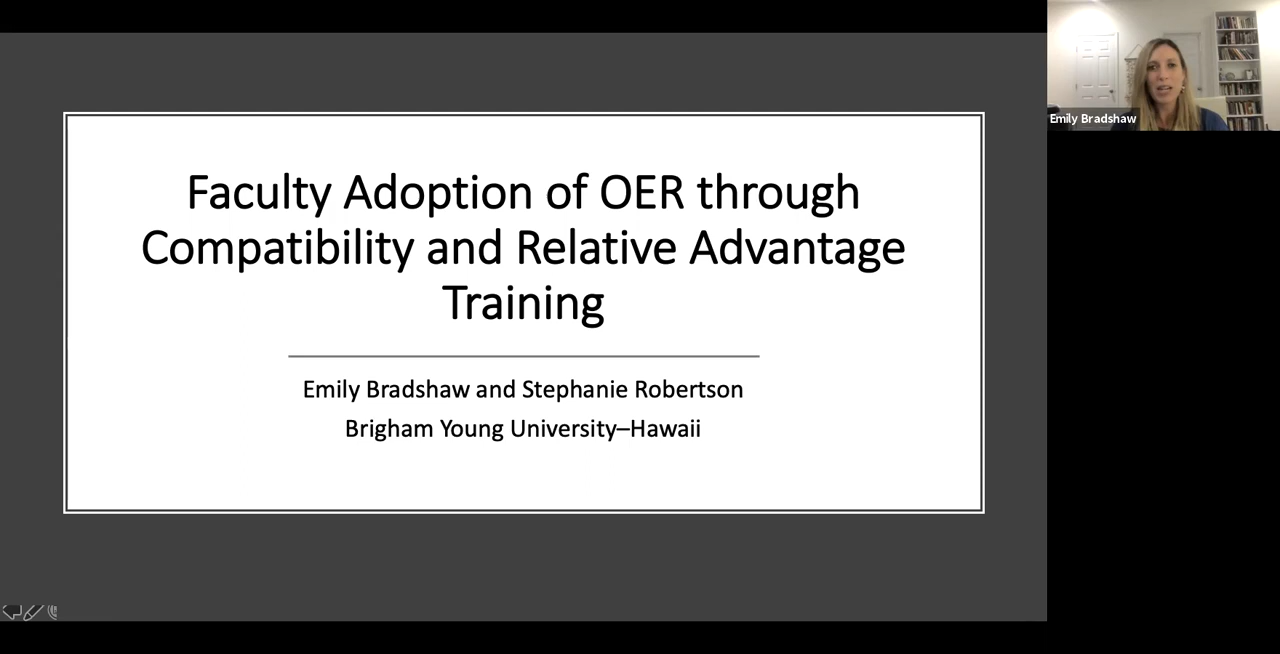 Faculty Adoption of OER through
Compatibility and Relative Advantage
Training
Emily Bradshaw and Stephanie Robertson
Brigham Young University–Hawaii
Emily Bradshaw